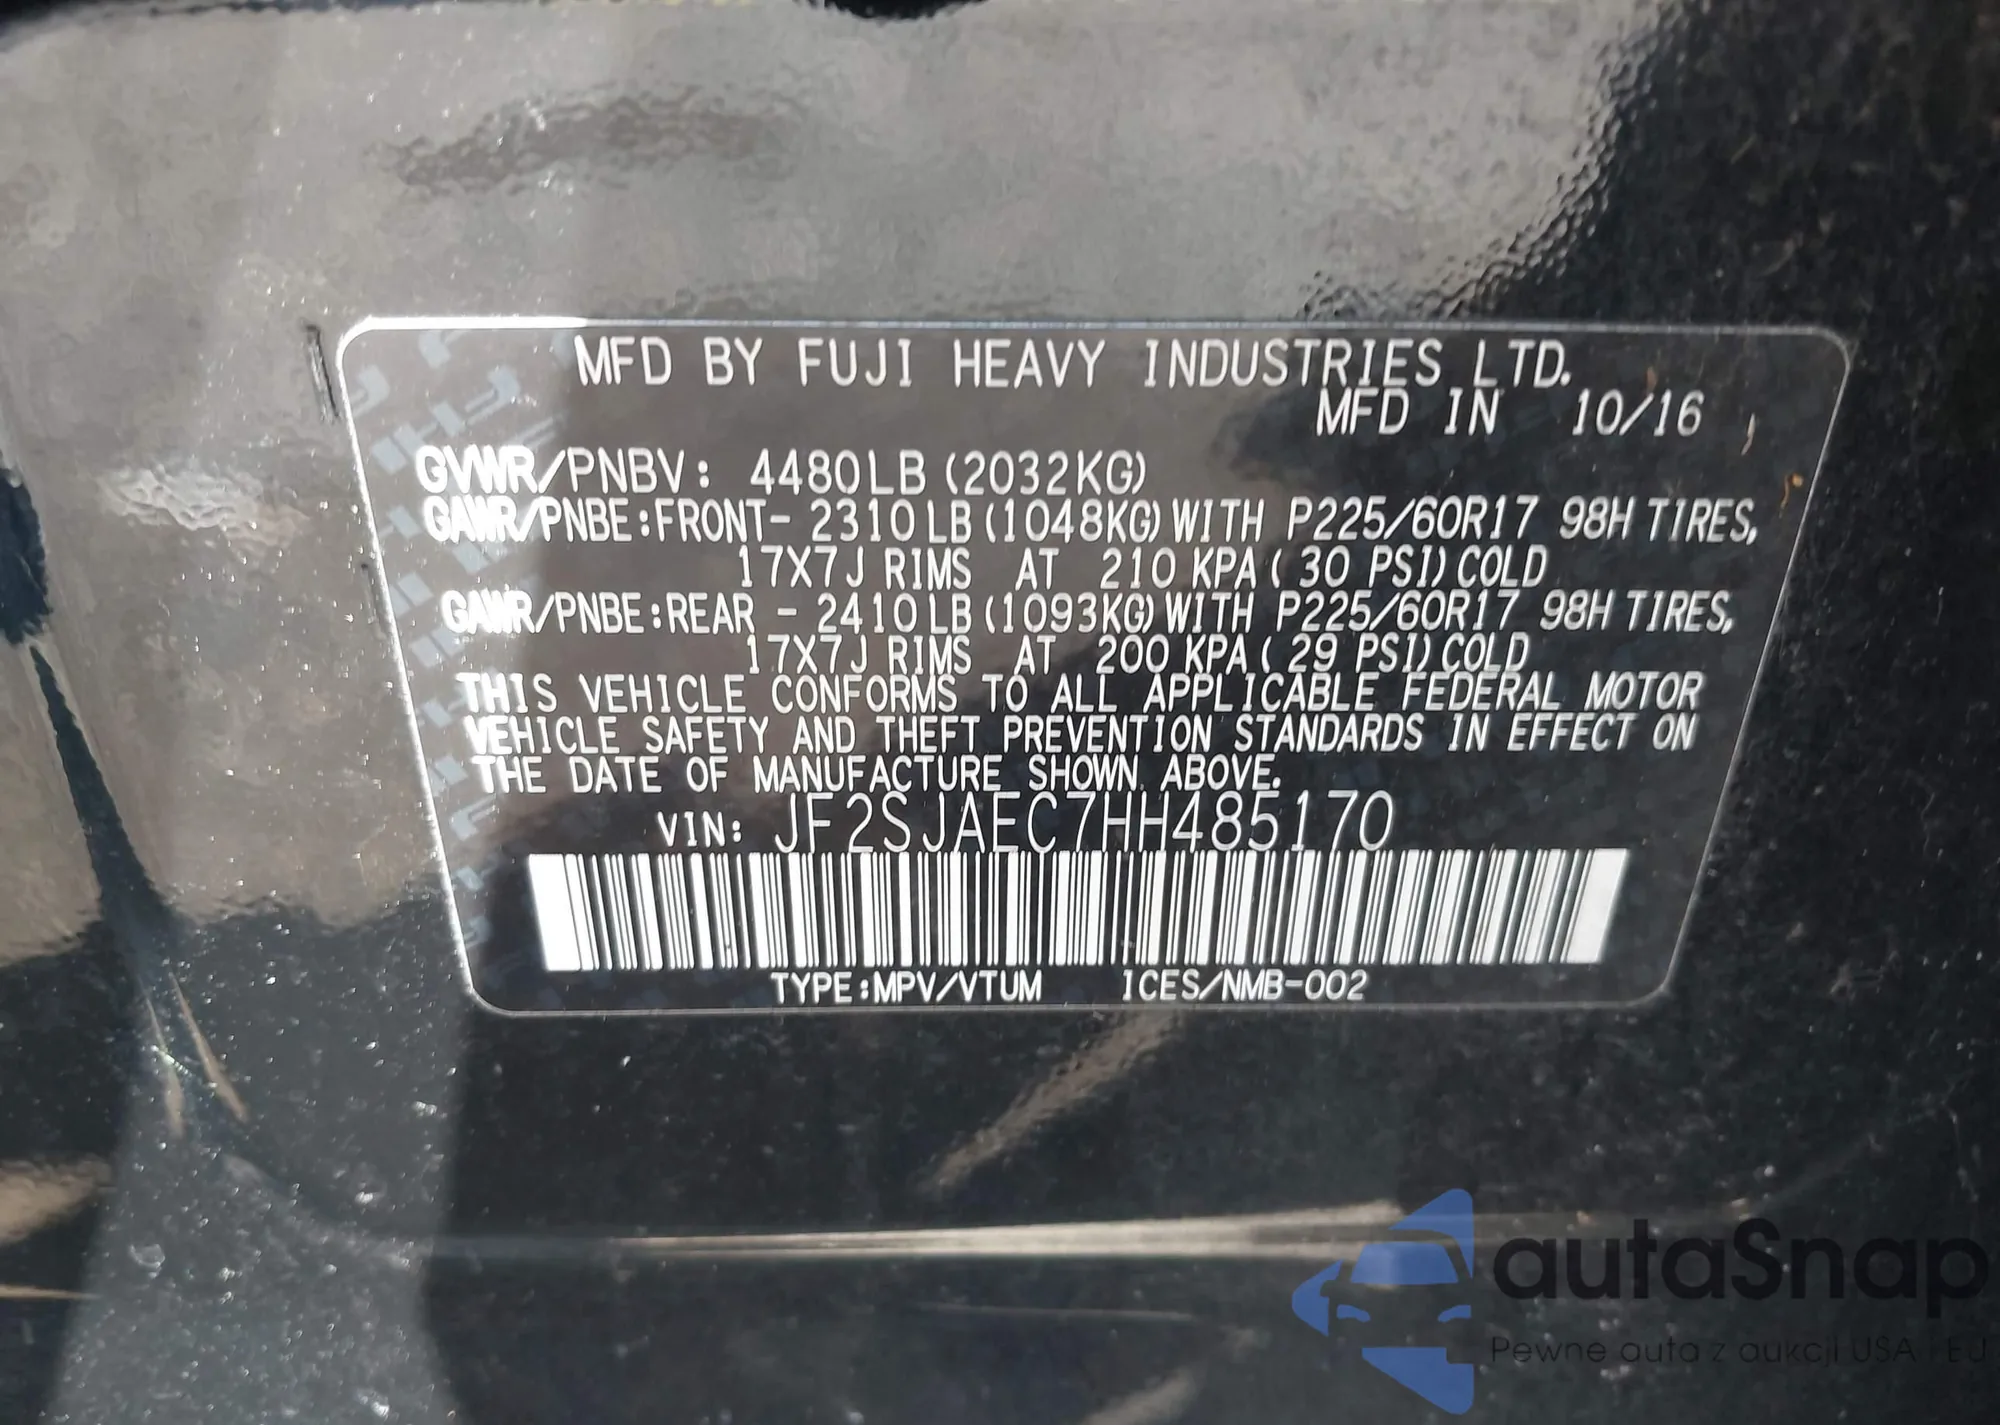 MFD BY FUJI HEAVY INDUSTRIES LTD.
MFD IN 10/16
GVWR/PNBV: 4480LB (2032KG)
GAWR/PNBE:FRONT- 2310LB (1048KG) WITH P225/60R17 98H TIRES,
17X7J RIMS AT 210 KPA ( 30 PSI) COLD
GAWR/PNBE:REAR - 2410LB (1093KG) WITH P225/60R17 98H TIRES,
17X7J RIMS AT 200 KPA ( 29 PSI) COLD
THIS VEHICLE CONFORMS TO ALL APPLICABLE FEDERAL MOTOR
VEHICLE SAFETY AND THEFT PREVENTION STANDARDS IN EFFECT ON
THE DATE OF MANUFACTURE SHOWN ABOVE.
VIN: JF2SJAEC7HH485170
TYPE:MPV/VTUM ICES/NMB-002
autaSnap
Pewne auta z aukcji USA i EU